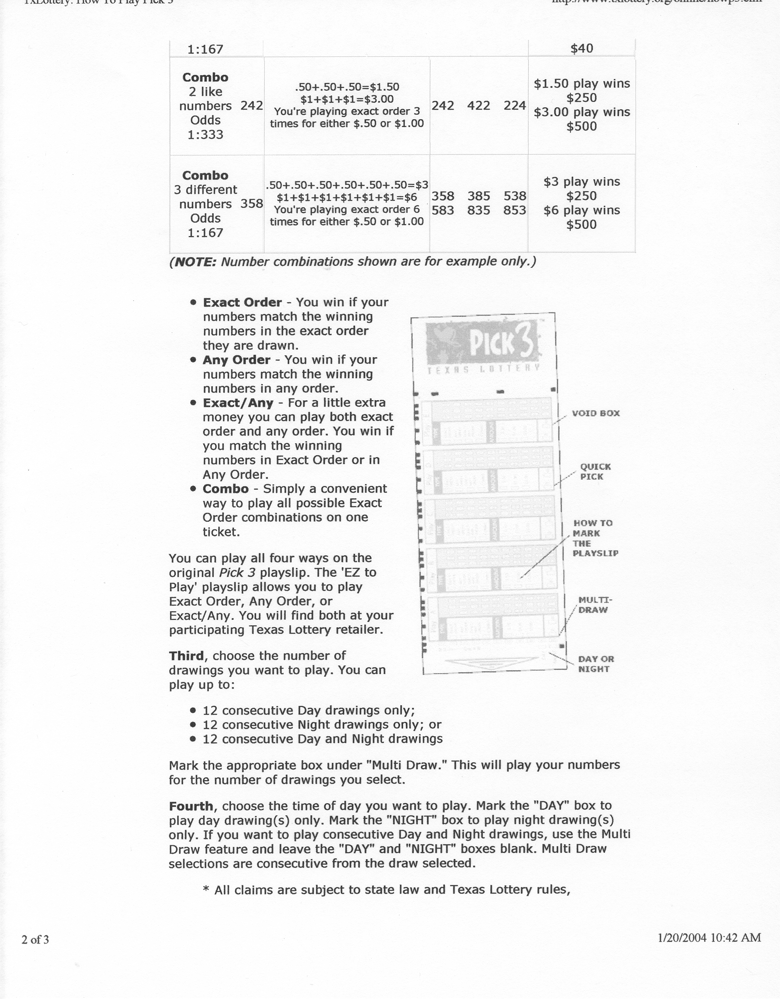 TxLottery: How To Play Pick 3 http://www.txlottery.org/online/howp3.cfm
1:167 $40
Combo
2 like
numbers 242
Odds
1:333
.50+.50+.50=$1.50
$1+$1+$1=$3.00
You're playing exact order 3
times for either $.50 or $1.00
242 422 224
$1.50 play wins
$250
$3.00 play wins
$500
Combo
3 different
numbers 358
Odds
1:167
.50+.50+.50+.50+.50+.50=$3
$1+$1+$1+$1+$1+$1=$6
You're playing exact order 6
times for either $.50 or $1.00
358 385 538
583 835 853
$3 play wins
$250
$6 play wins
$500
(NOTE: Number combinations shown are for example only.)
• Exact Order - You win if your
numbers match the winning
numbers in the exact order
they are drawn.
• Any Order - You win if your
numbers match the winning
numbers in any order.
• Exact/Any - For a little extra
money you can play both exact
order and any order. You win if
you match the winning
numbers in Exact Order or in
Any Order.
• Combo - Simply a convenient
way to play all possible Exact
Order combinations on one
ticket.
You can play all four ways on the
original Pick 3 playslip. The 'EZ to
Play' playslip allows you to play
Exact Order, Any Order, or
Exact/Any. You will find both at your
participating Texas Lottery retailer.
Third, choose the number of
drawings you want to play. You can
play up to:
PICK 3
TEXAS LOTTERY
VOID BOX
QUICK
PICK
HOW TO
MARK
THE
PLAYSLIP
MULTI-
DRAW
DAY OR
NIGHT
• 12 consecutive Day drawings only;
• 12 consecutive Night drawings only; or
• 12 consecutive Day and Night drawings
Mark the appropriate box under "Multi Draw." This will play your numbers
for the number of drawings you select.
Fourth, choose the time of day you want to play. Mark the "DAY" box to
play day drawing(s) only. Mark the "NIGHT" box to play night drawing(s)
only. If you want to play consecutive Day and Night drawings, use the Multi
Draw feature and leave the "DAY" and "NIGHT" boxes blank. Multi Draw
selections are consecutive from the draw selected.
* All claims are subject to state law and Texas Lottery rules,
2 of 3 1/20/2004 10:42 AM